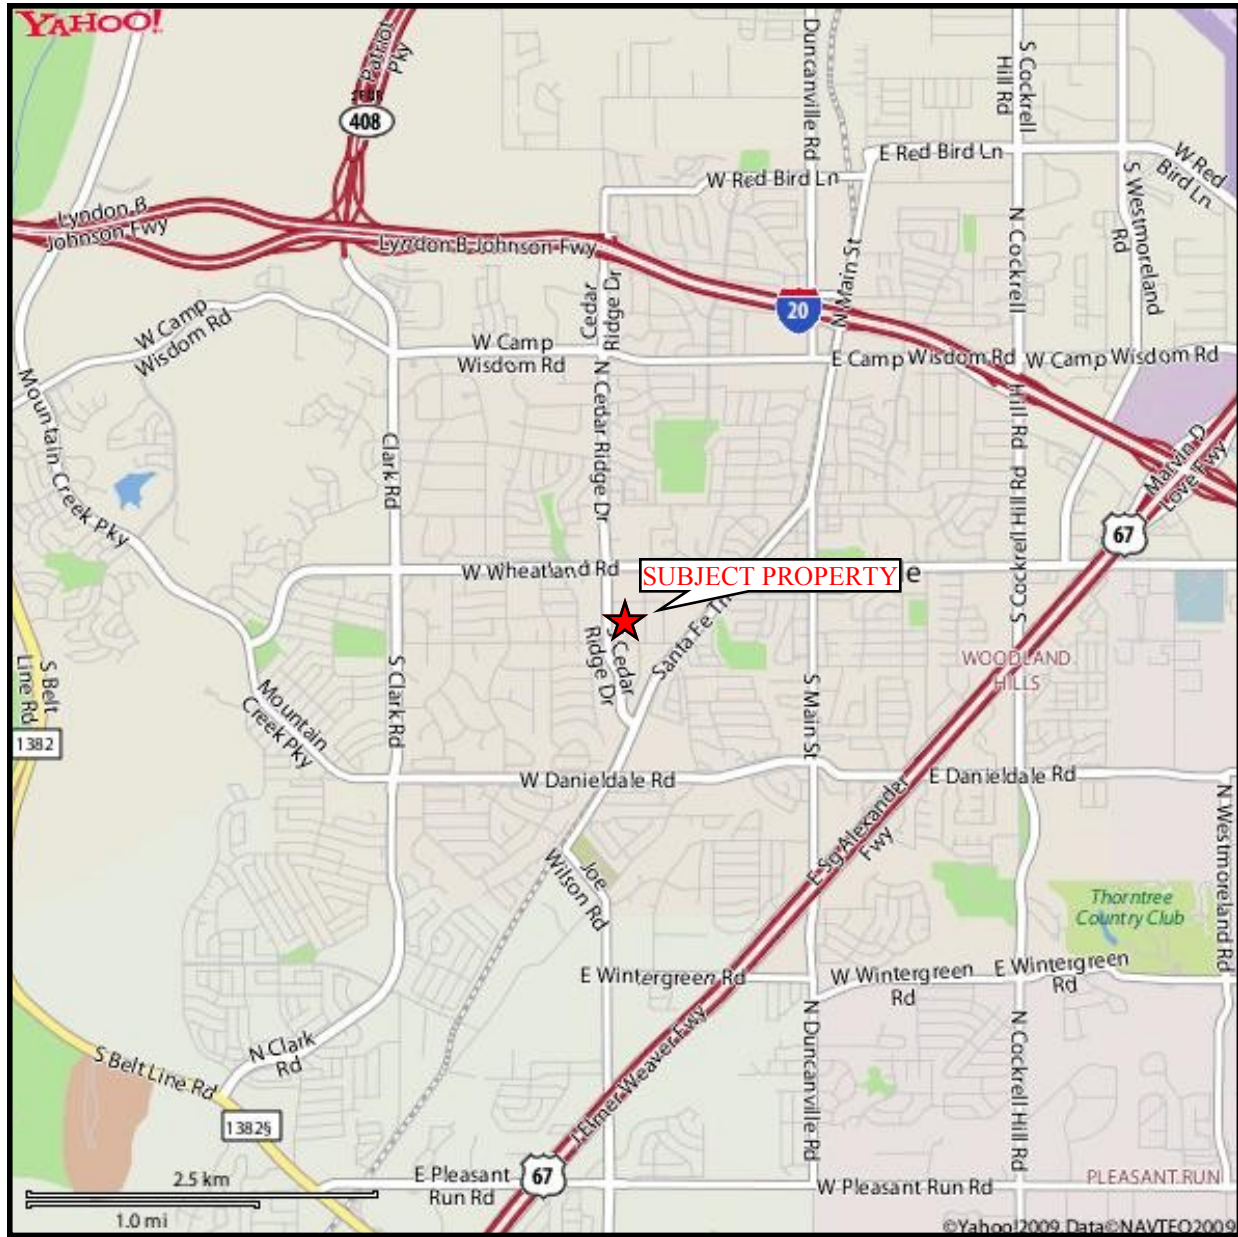 YAHOO!
Patriot
Pky
408
Duncanville Rd
S Cockrell
Hill Rd
E Red Bird Ln
W Red
Bird Ln
W Red Bird Ln
S Westmoreland
Rd
Lyndon B
Johnson Fwy
Lyndon B Johnson Fwy
N Main St
N Cockrell
Hill Rd
Cedar
Ridge Dr
20
W Camp
Wisdom Rd
W Camp
Wisdom Rd
E Camp Wisdom Rd
W Camp Wisdom Rd
Mountain Creek Pky
Clark Rd
N Cedar Ridge Dr
S Cockrell Hill Rd
Marvin D
Love Fwy
67
W Wheatland Rd
SUBJECT PROPERTY
e
S Cedar
Ridge Dr
Santa Fe
WOODLAND
HILLS
S Belt
Line Rd
1382
Mountain
Creek Pky
S Clark Rd
S Main St
W Danieldale Rd
E Danieldale Rd
N Westmoreland Rd
E Sg Alexander
Fwy
Joe
Wilson Rd
Thorntree
Country Club
E Wintergreen Rd
W Wintergreen
Rd
E Wintergreen
Rd
N Clark
Rd
S Belt Line Rd
1382§
J Elmer Weaver Fwy
N Duncanville Rd
N Cockrell Hill Rd
67
E Pleasant
Run Rd
W Pleasant Run Rd
PLEASANT RUN
2.5 km
1.0 mi
©Yahoo!2009,Data©NAVTEQ2009